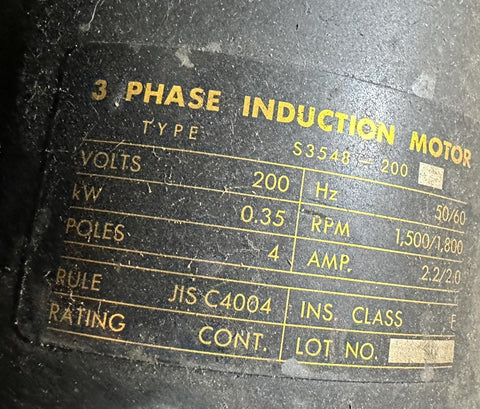 3 PHASE INDUCTION MOTOR
TYPE S3548-200
VOLTS 200 Hz 50/60
kW 0.35 RPM 1,500/1,800
POLES 4 AMP. 2.2/2.0
RULE JIS C4004 INS. CLASS E
RATING CONT. LOT NO.